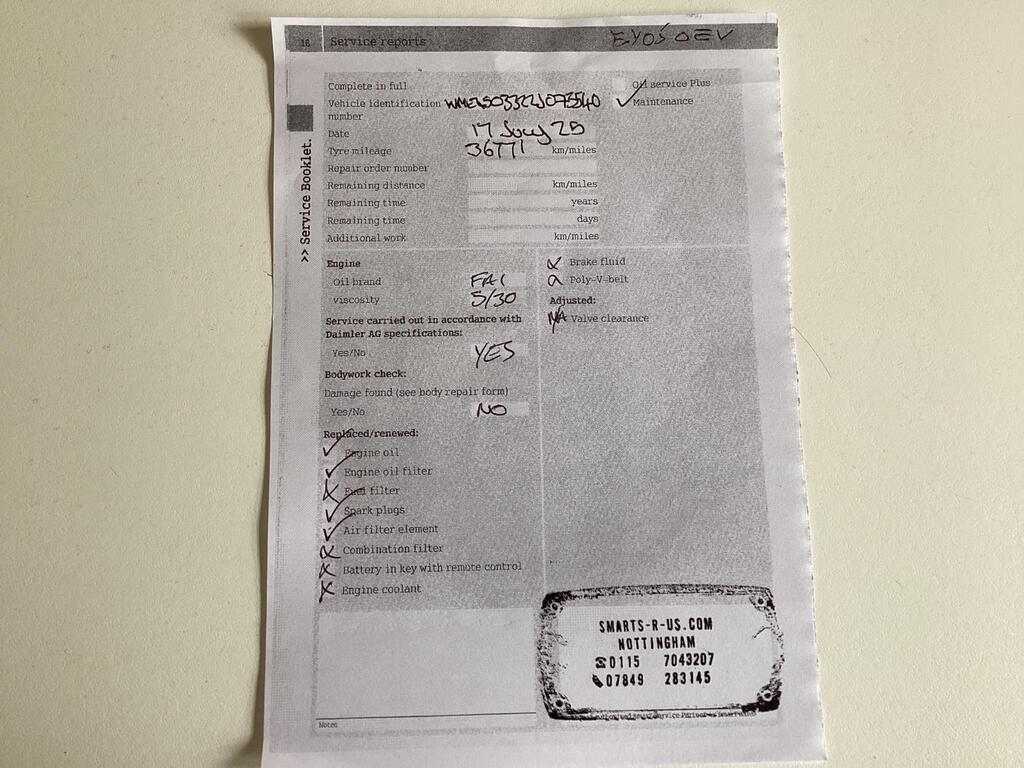 18 Service reports EY05 OEV
>> Service Booklet.
Complete in full
Oil service Plus
Vehicle identification number
✓ Maintenance
Date 17 July 25
Tyre mileage 36771 km/miles
Repair order number
Remaining distance km/miles
Remaining time years
Remaining time days
Additional work km/miles
Engine
Oil brand FAI
viscosity 5/30
Service carried out in accordance with
Daimler AG specifications:
Yes/No YES
Bodywork check:
Damage found (see body repair form)
Yes/No NO
Replaced/renewed:
✓ Engine oil
✓ Engine oil filter
X Fuel filter
✓ Spark plugs
✓ Air filter element
X Combination filter
X Battery in key with remote control
X Engine coolant
X Brake fluid
Poly-V-belt
Adjusted:
NA Valve clearance
SMARTS-R-US.COM
NOTTINGHAM
☎0115 7043207
07849 283145
Notes